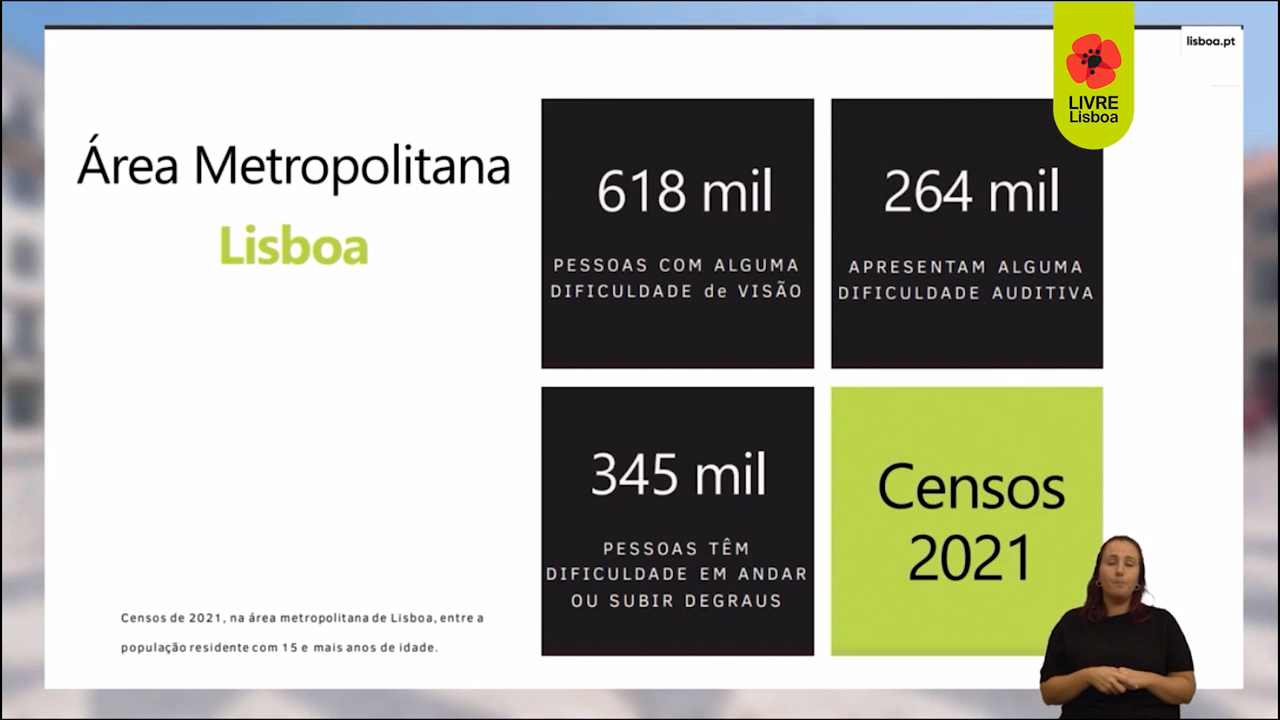 lisboa.pt
LIVRE
Lisboa
Área Metropolitana
Lisboa
618 mil
PESSOAS COM ALGUMA
DIFICULDADE de VISÃO
264 mil
APRESENTAM ALGUMA
DIFICULDADE AUDITIVA
345 mil
PESSOAS TÊM
DIFICULDADE EM ANDAR
OU SUBIR DEGRAUS
Censos
2021
Censos de 2021, na área metropolitana de Lisboa, entre a
população residente com 15 e mais anos de idade.